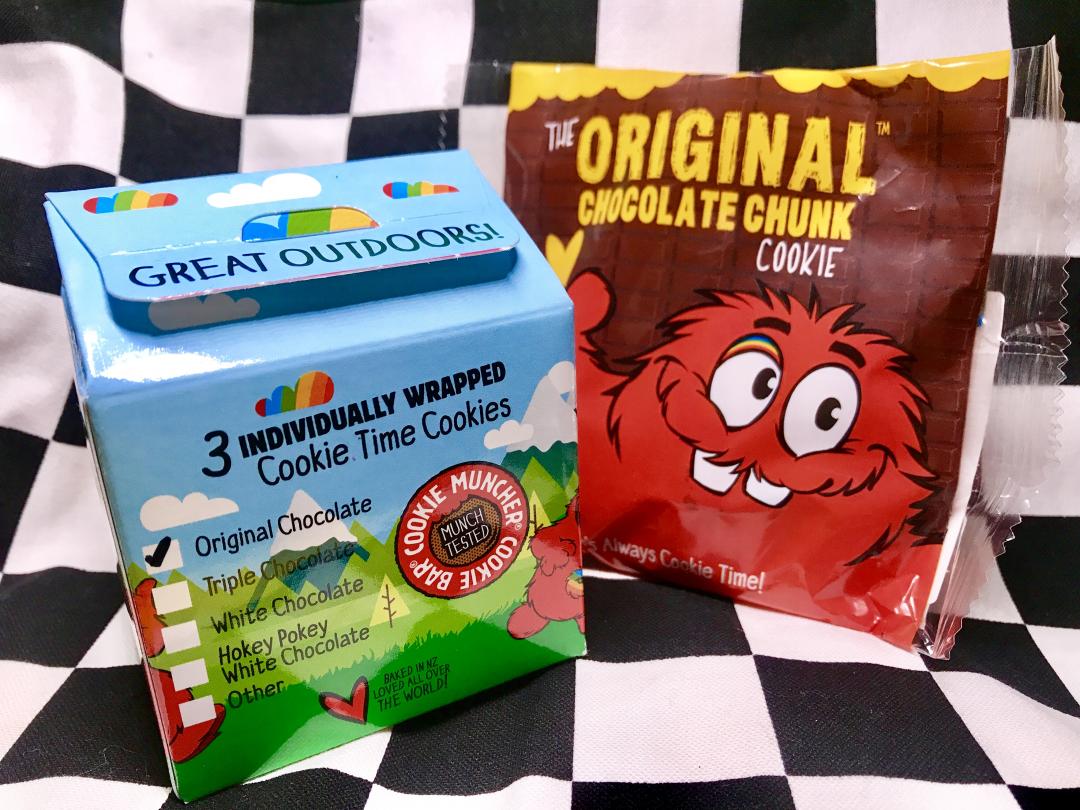 GREAT OUTDOORS!
3 INDIVIDUALLY WRAPPED
Cookie Time Cookies
Original Chocolate
Triple Chocolate
White Chocolate
Hokey Pokey
White Chocolate
Other
COOKIE MUNCHER®
COOKIE BAR®
MUNCH
TESTED
BAKED IN NZ
LOVED ALL OVER
THE WORLD!
THE ORIGINAL™
CHOCOLATE CHUNK
COOKIE
Always Cookie Time!